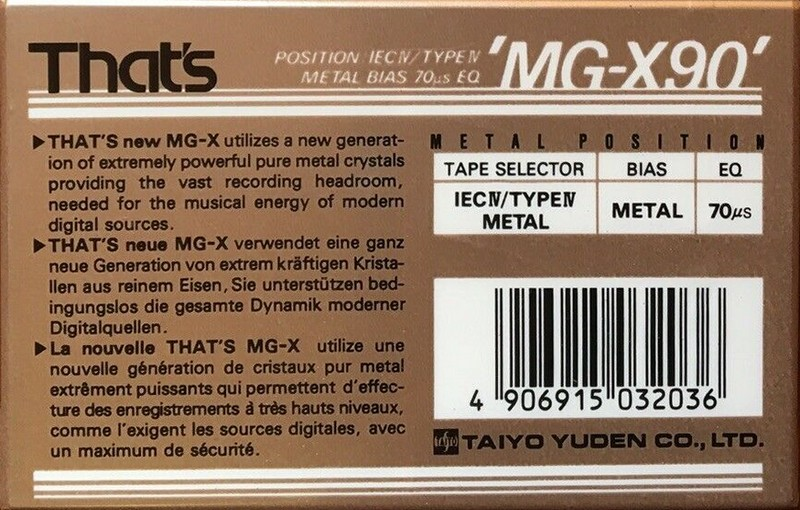 That's
POSITION IECⅣ/TYPEⅣ
METAL BIAS 70μs EQ
'MG-X90'
▶THAT'S new MG-X utilizes a new generat-
ion of extremely powerful pure metal crystals
providing the vast recording headroom,
needed for the musical energy of modern
digital sources.
▶THAT'S neue MG-X verwendet eine ganz
neue Generation von extrem kräftigen Krista-
llen aus reinem Eisen, Sie unterstützen bed-
ingungslos die gesamte Dynamik moderner
Digitalquellen.
▶La nouvelle THAT'S MG-X utilize une
nouvelle génération de cristaux pur metal
extrêment puissants qui permettent d'effec-
ture des enregistrements à très hauts niveaux,
comme l'exigent les sources digitales, avec
un maximum de sécurité.
METAL POSITION
TAPE SELECTOR BIAS EQ
IECⅣ/TYPEⅣ
METAL METAL 70μs
4 906915 032036
TAIYO YUDEN CO., LTD.